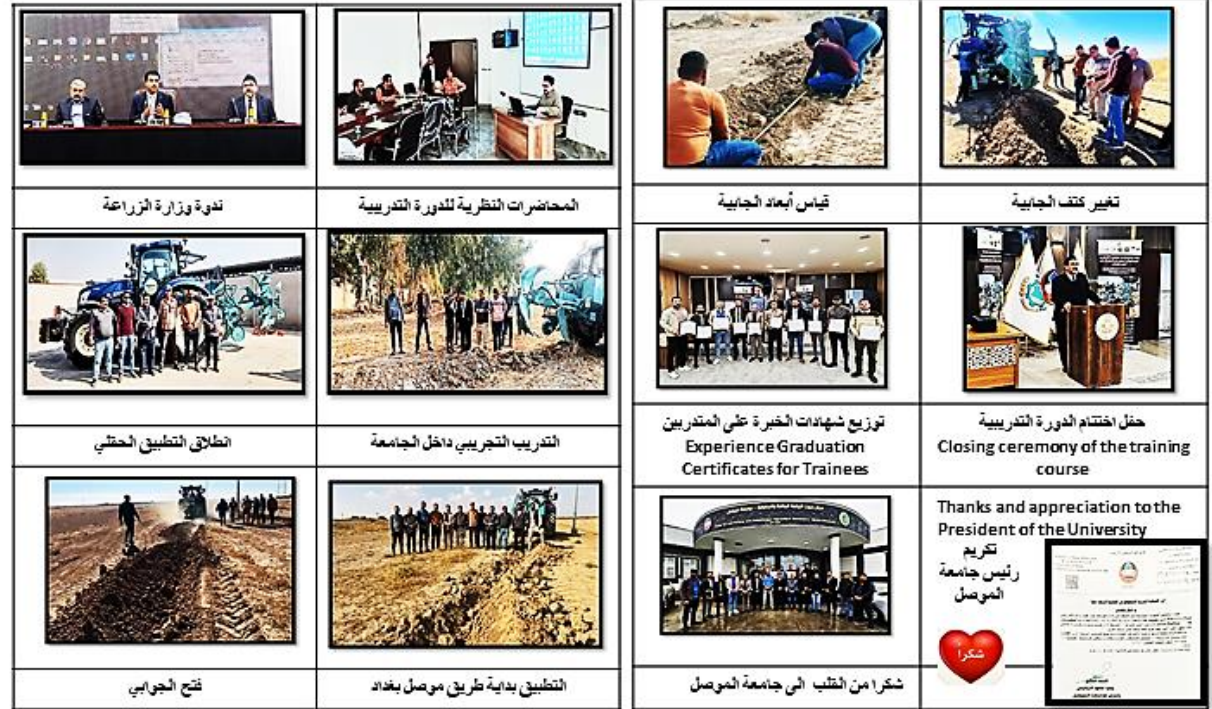 ندوة وزارة الزراعة
المحاضرات النظرية للدورة التدريبية
انطلاق التطبيق الحقلي
التدريب التجريبي داخل الجامعة
فتح الجوابي
التطبيق بداية طريق موصل بغداد
قياس أبعاد الجابية
تغيير كتف الجابية
توزيع شهادات الخبرة على المتدربين
Experience Graduation
Certificates for Trainees
حفل اختتام الدورة التدريبية
Closing ceremony of the training
course
شكرا من القلب الى جامعة الموصل
Thanks and appreciation to the
President of the University
تكريم
رئيس جامعة
الموصل
شكرا